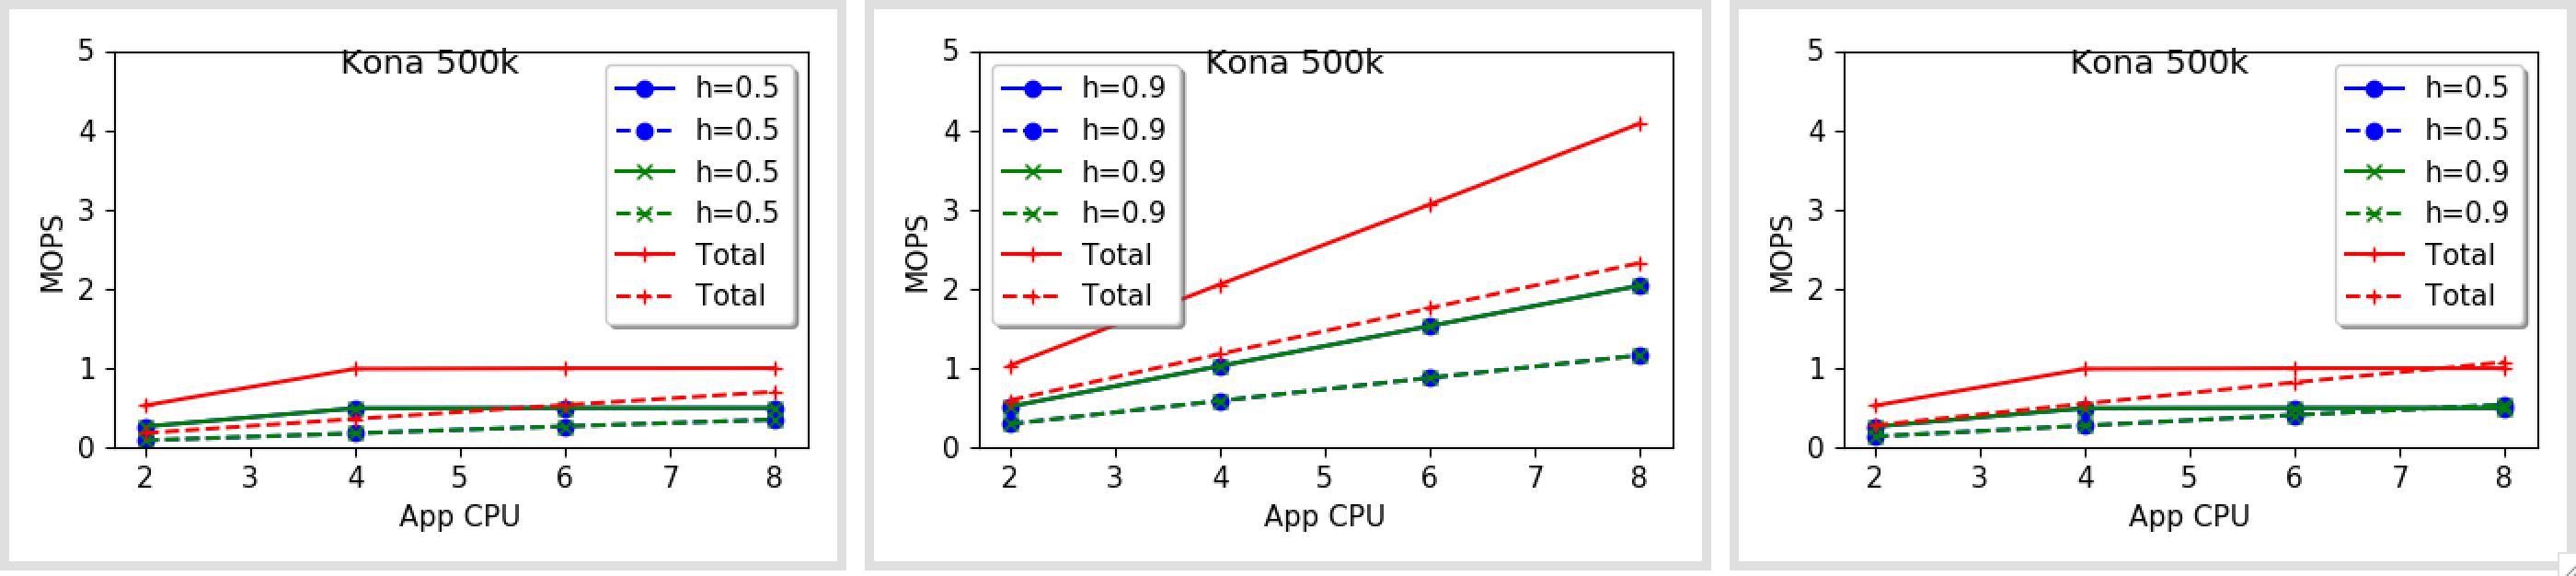 Kona 500k
5
4
3
2
1
0
MOPS
h=0.5
h=0.5
h=0.5
h=0.5
Total
Total
2 3 4 5 6 7 8
App CPU
Kona 500k
5
4
3
2
1
0
MOPS
h=0.9
h=0.9
h=0.9
h=0.9
Total
Total
2 3 4 5 6 7 8
App CPU
Kona 500k
5
4
3
2
1
0
MOPS
h=0.5
h=0.5
h=0.9
h=0.9
Total
Total
2 3 4 5 6 7 8
App CPU